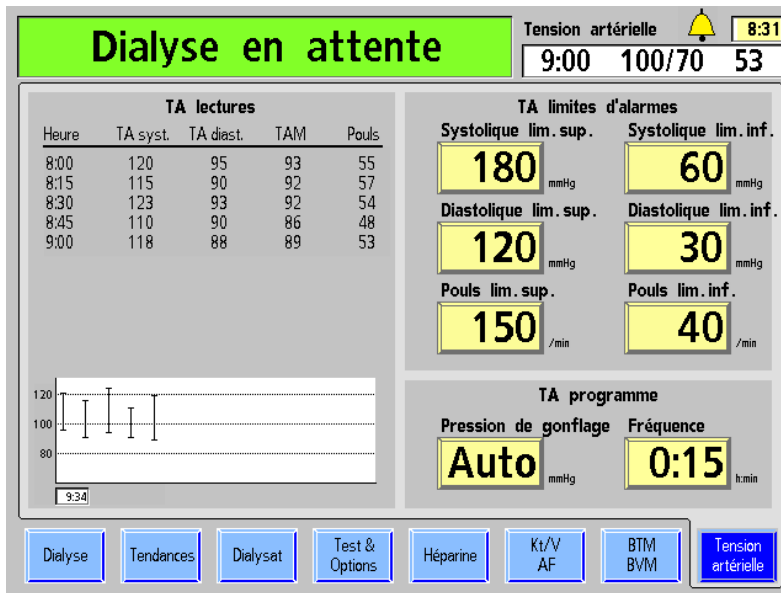 Dialyse en attente
Tension artérielle 8:31
9:00 100/70 53
TA lectures
Heure TA syst. TA diast. TAM Pouls
8:00 120 95 93 55
8:15 115 90 92 57
8:30 123 93 92 54
8:45 110 90 86 48
9:00 118 88 89 53
120
100
80
9:34
TA limites d'alarmes
Systolique lim.sup. Systolique lim.inf.
180 mmHg 60 mmHg
Diastolique lim.sup. Diastolique lim.inf.
120 mmHg 30 mmHg
Pouls lim.sup. Pouls lim.inf.
150 /min 40 /min
TA programme
Pression de gonflage Fréquence
Auto mmHg 0:15 h:min
Dialyse
Tendances
Dialysat
Test &
Options
Héparine
Kt/V
AF
BTM
BVM
Tension
artérielle